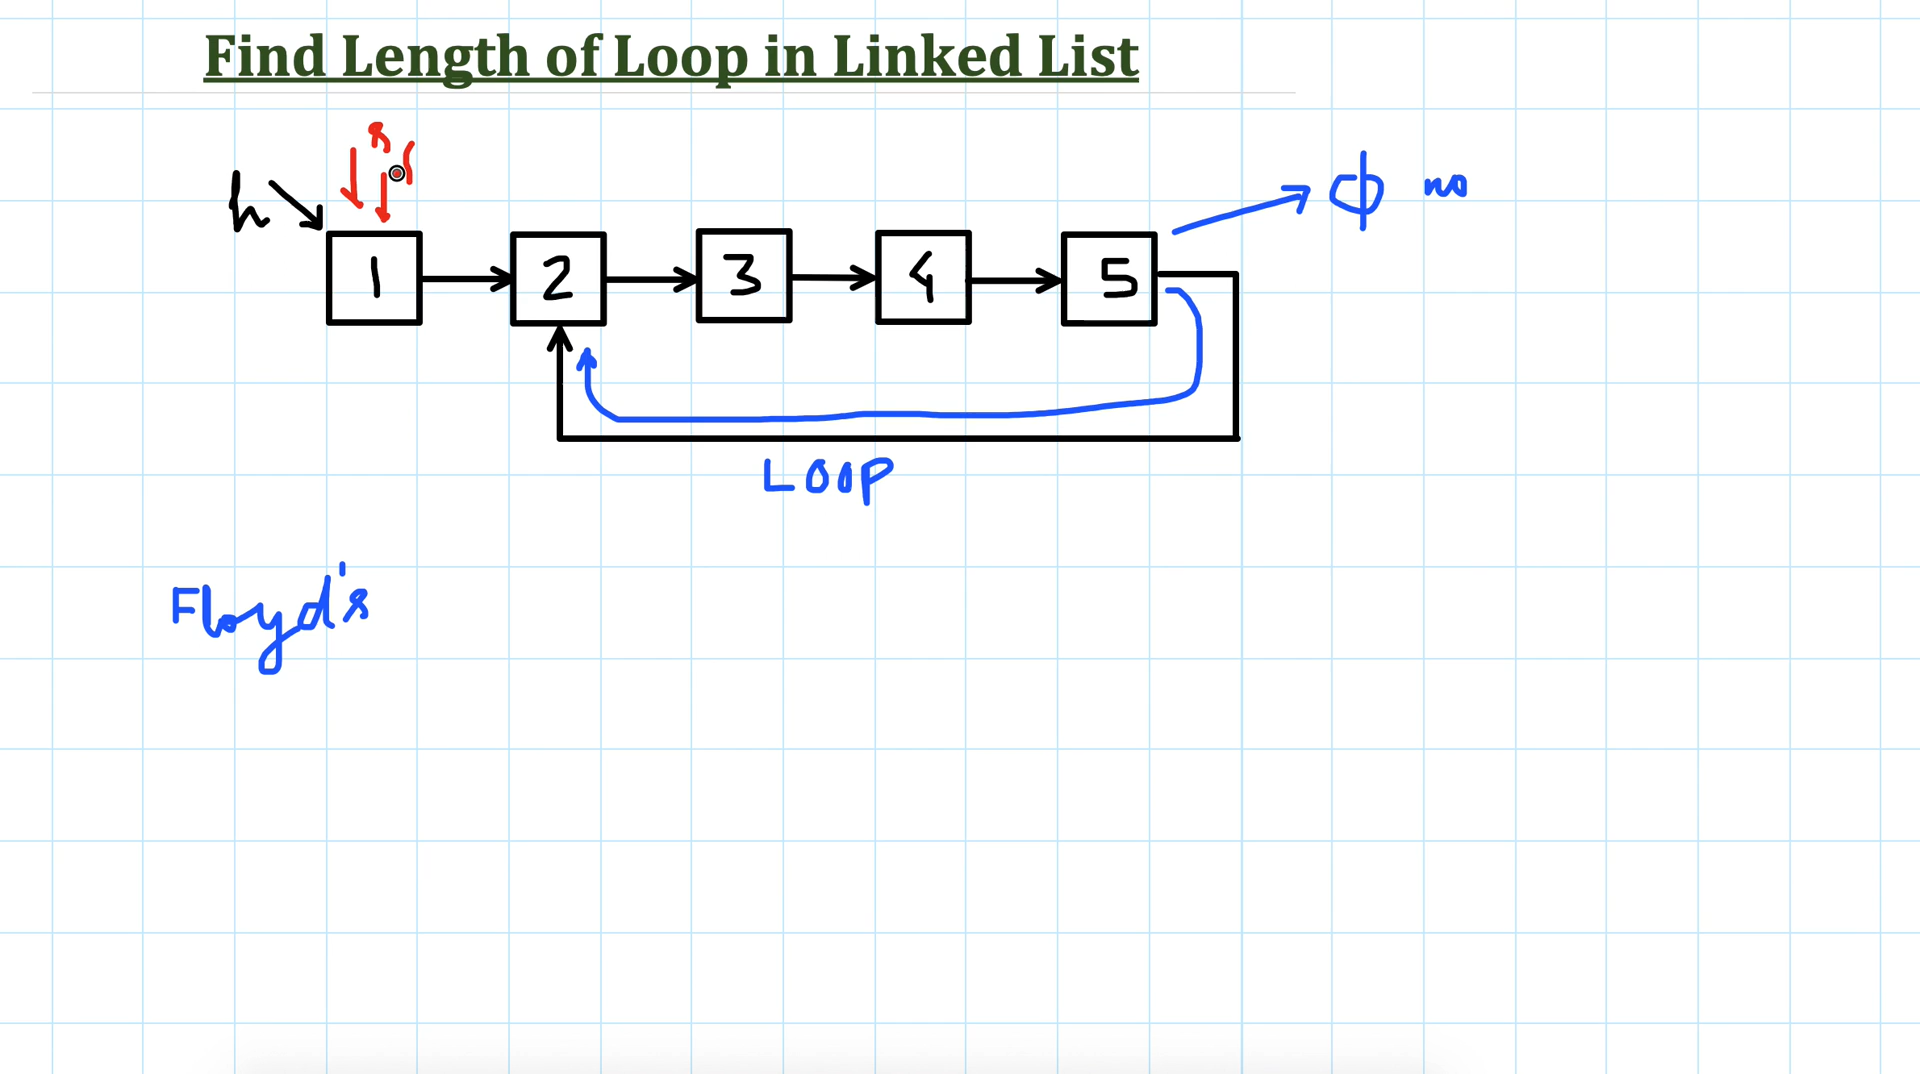 Find Length of Loop in Linked List
s f
h
φ no
1 2 3 4 5
LOOP
Floyd's